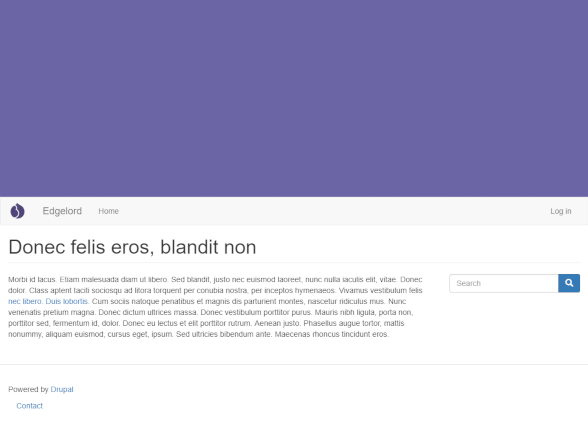 Edgelord Home Log in
Donec felis eros, blandit non
Morbi id lacus. Etiam malesuada diam ut libero. Sed blandit, justo nec euismod laoreet, nunc nulla iaculis elit, vitae. Donec
dolor. Class aptent taciti sociosqu ad litora torquent per conubia nostra, per inceptos hymenaeos. Vivamus vestibulum felis
nec libero. Duis lobortis. Cum sociis natoque penatibus et magnis dis parturient montes, nascetur ridiculus mus. Nunc
venenatis pretium magna. Donec dictum ultrices massa. Donec vestibulum porttitor purus. Mauris nibh ligula, porta non,
porttitor sed, fermentum id, dolor. Donec eu lectus et elit porttitor rutrum. Aenean justo. Phasellus augue tortor, mattis
nonummy, aliquam euismod, cursus eget, ipsum. Sed ultricies bibendum ante. Maecenas rhoncus tincidunt eros.
Search
Powered by Drupal
Contact